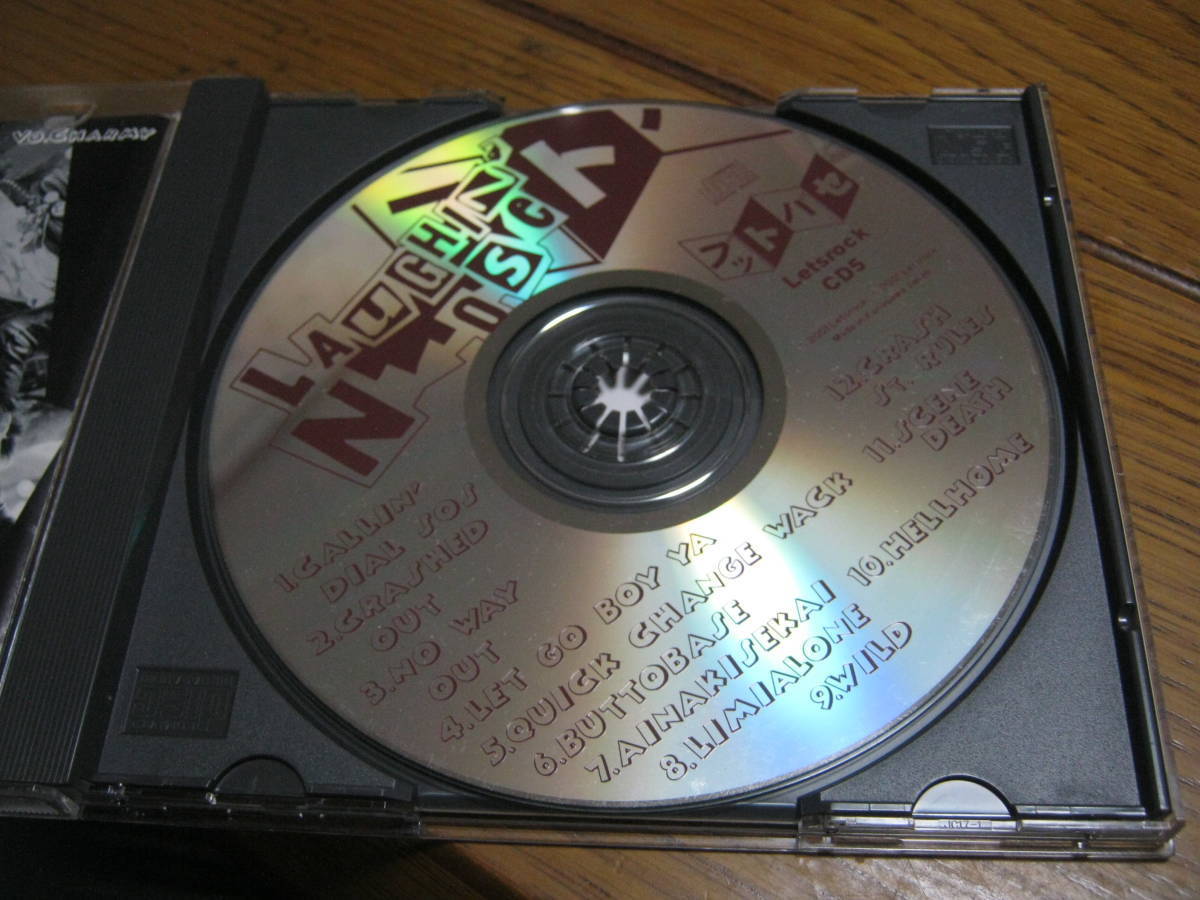 VO.CHARMY
LAUGHIN'
NOSE
ブットバセ
Letsrock
CD5
1.CALLIN'
DIAL SOS
2.CRASHED
OUT
3.NO WAY
OUT
4.LET GO BOY YA
5.QUICK CHANGE WACK
6.BUTTOBASE
7.AINAKISEKAI
8.LIMIALONE
9.WILD
10.HELLHOME
11.SCENE
DEATH
12.CRASH
ST. RULES